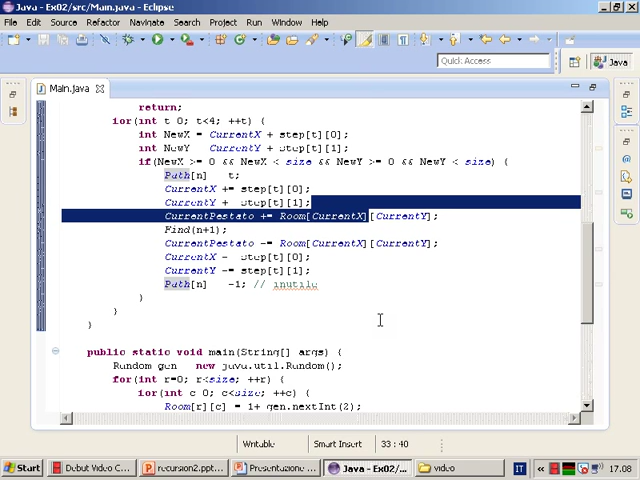 Java - Ex02/src/Main.java - Eclipse
File Edit Source Refactor Navigate Search Project Run Window Help
Quick Access
Java
Main.java
return;
for(int t 0; t<4; ++t) {
int NewX = CurrentX + step[t][0];
int NewY CurrentY + step[t][1];
if(NewX >= 0 && NewX < size && NewY >= 0 && NewY < size) {
Path[n] t;
CurrentX += step[t][0];
CurrentY + step[t][1];
CurrentPestato += Room[CurrentX][CurrentY];
Find(n+1);
CurrentPestato -= Room[CurrentX][CurrentY];
CurrentX - step[t][0];
CurrentY -= step[t][1];
Path[n] -1; // inutile
}
}
}
public static void main(String[] args) {
Random gen new java.util.Random();
for(int r=0; r<size; ++r)
for(int c 0; c<size; ++c)
Room[r][c] = 1+ gen.nextInt(2);
Writable Smart Insert 33 : 40
Start Debut Video C... recursion2.ppt... Presentazione ... Java - Ex02/... video IT 17.08